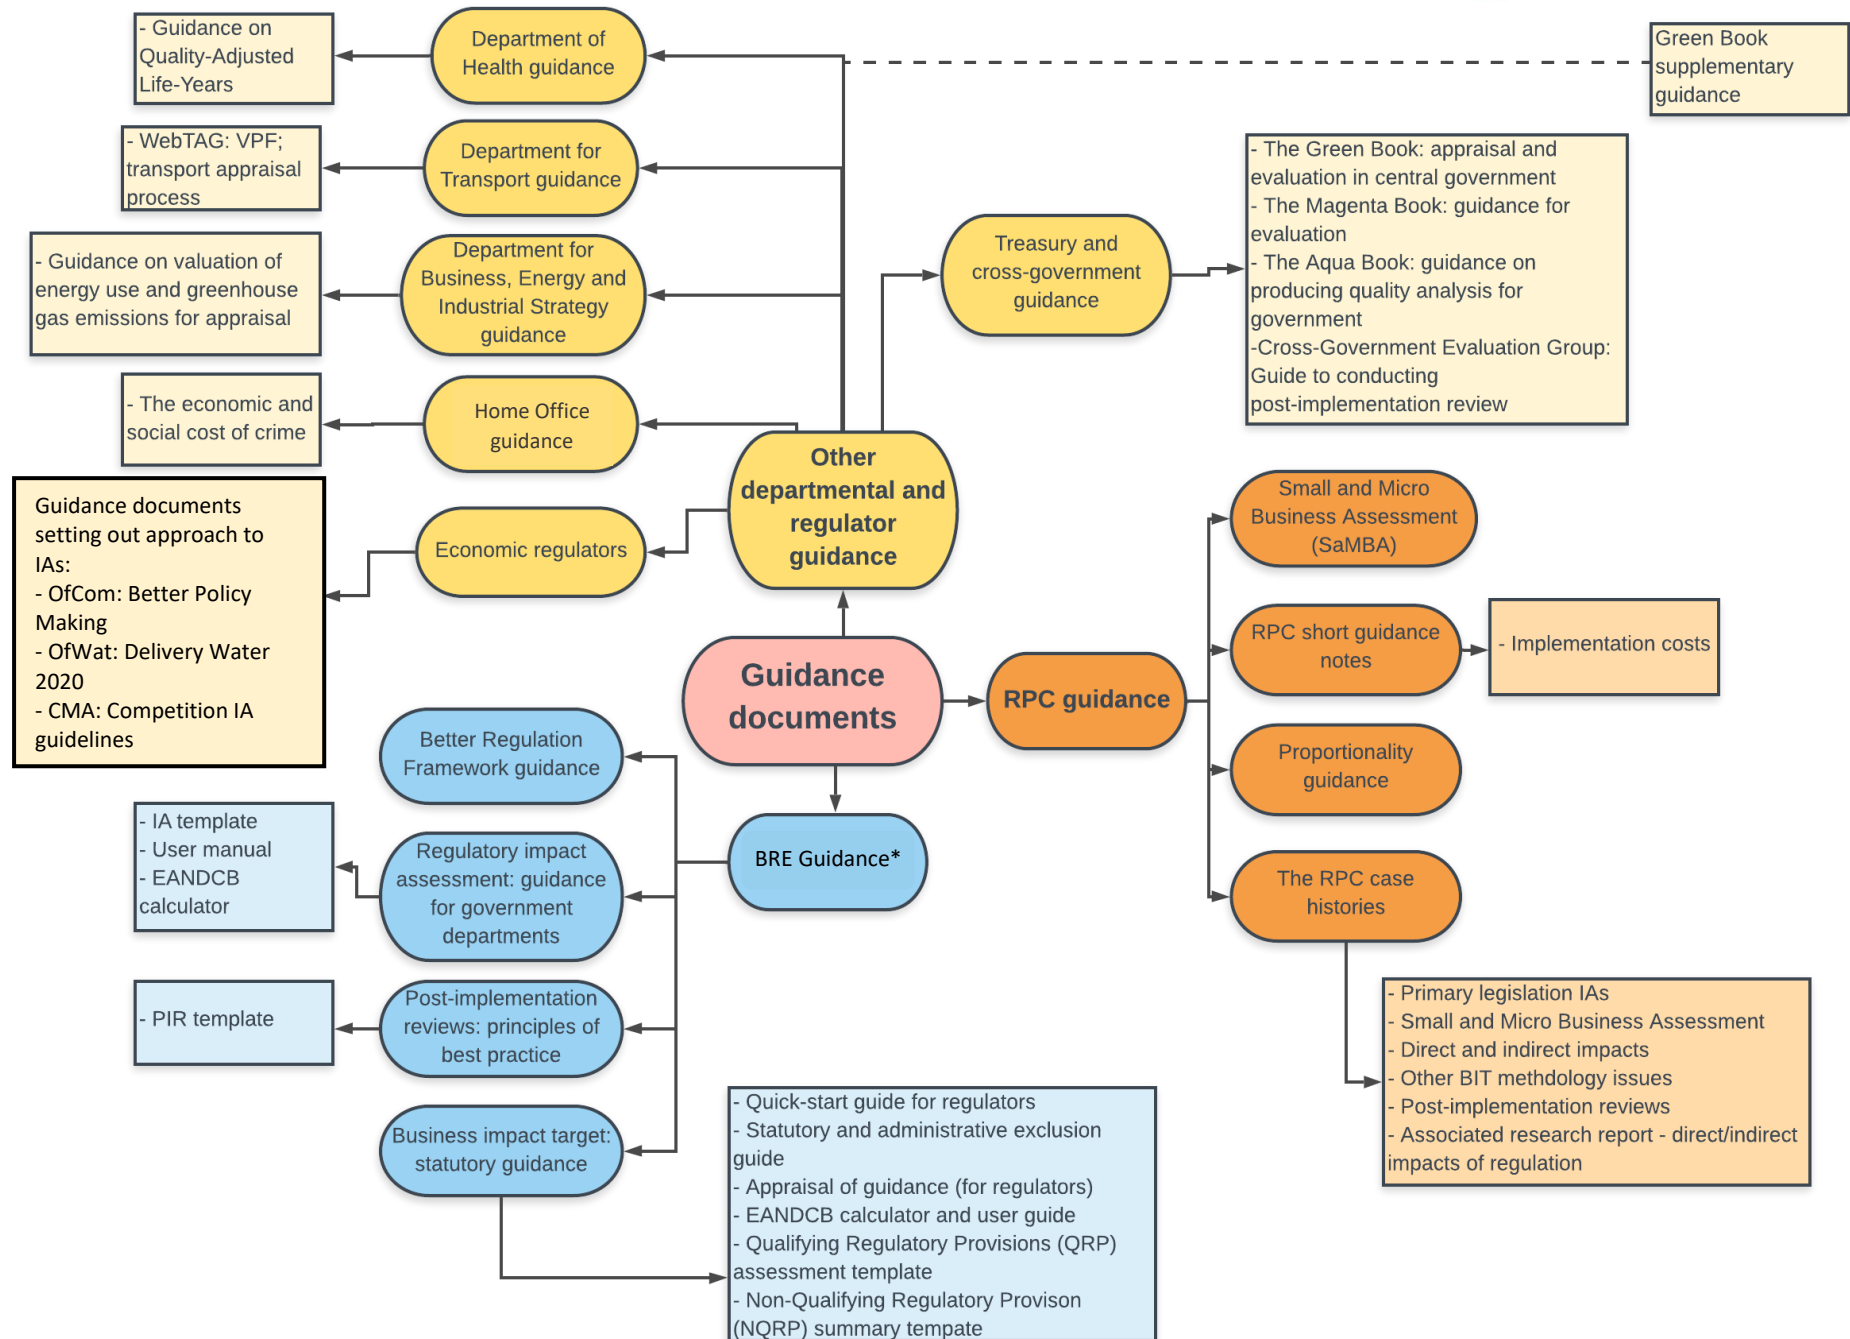 - Guidance on
Quality-Adjusted
Life-Years
Department of
Health guidance
Green Book
supplementary
guidance
- WebTAG: VPF;
transport appraisal
process
Department for
Transport guidance
- The Green Book: appraisal and
evaluation in central government
- The Magenta Book: guidance for
evaluation
- The Aqua Book: guidance on
producing quality analysis for
government
-Cross-Government Evaluation Group:
Guide to conducting
post-implementation review
Treasury and
cross-government
guidance
- Guidance on valuation of
energy use and greenhouse
gas emissions for appraisal
Department for
Business, Energy and
Industrial Strategy
guidance
- The economic and
social cost of crime
Home Office
guidance
Other
departmental and
regulator
guidance
Guidance documents
setting out approach to
IAs:
- OfCom: Better Policy
Making
- OfWat: Delivery Water
2020
- CMA: Competition IA
guidelines
Economic regulators
Small and Micro
Business Assessment
(SaMBA)
RPC short guidance
notes
- Implementation costs
Guidance
documents
RPC guidance
Proportionality
guidance
The RPC case
histories
- Primary legislation IAs
- Small and Micro Business Assessment
- Direct and indirect impacts
- Other BIT methdology issues
- Post-implementation reviews
- Associated research report - direct/indirect
impacts of regulation
Better Regulation
Framework guidance
BRE Guidance*
- IA template
- User manual
- EANDCB
calculator
Regulatory impact
assessment: guidance
for government
departments
- PIR template
Post-implementation
reviews: principles of
best practice
Business impact target:
statutory guidance
- Quick-start guide for regulators
- Statutory and administrative exclusion
guide
- Appraisal of guidance (for regulators)
- EANDCB calculator and user guide
- Qualifying Regulatory Provisions (QRP)
assessment template
- Non-Qualifying Regulatory Provison
(NQRP) summary tempate